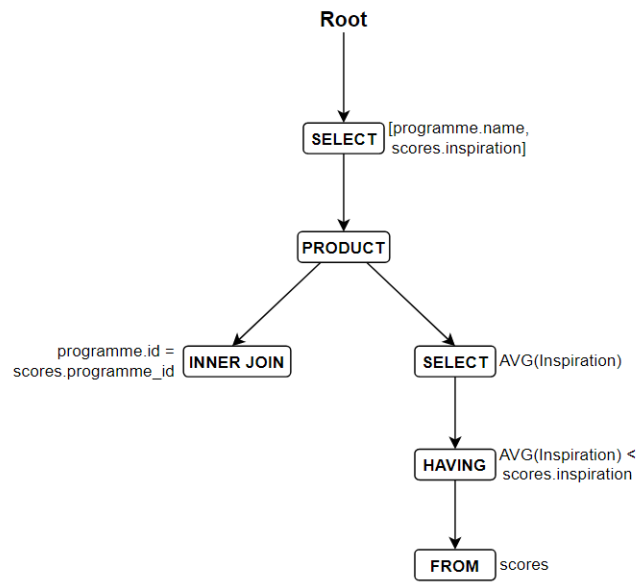 Root
SELECT
[programme.name,
scores.inspiration]
PRODUCT
programme.id =
scores.programme_id
INNER JOIN
SELECT
AVG(Inspiration)
HAVING
AVG(Inspiration) <
scores.inspiration
FROM
scores